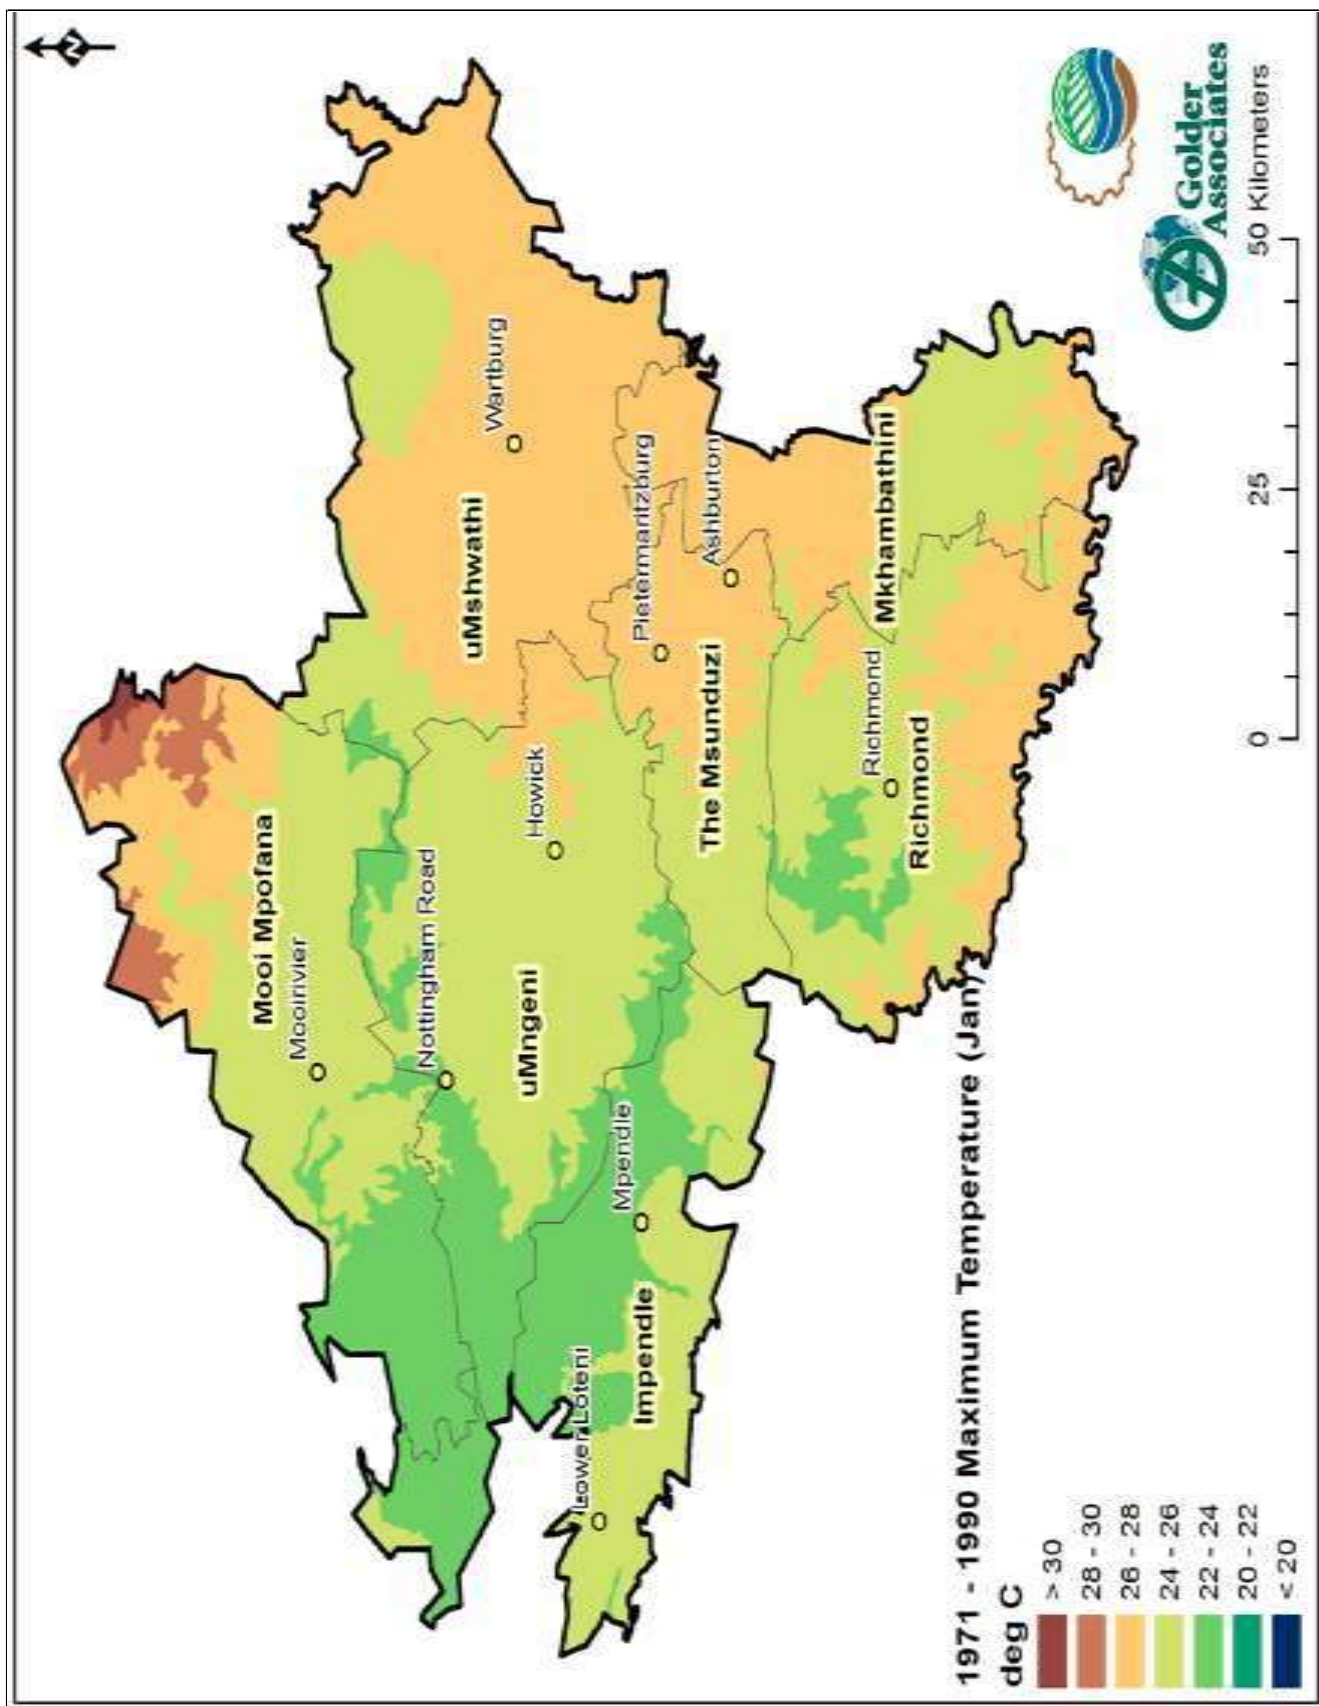 N
Mooi Mpofana
Mooirivier
Nottingham Road
uMshwathi
Wartburg
uMngeni
Howick
Lower Loteni
Mpendle
Impendle
Pietermaritzburg
The Msunduzi
Ashburton
Mkhambathini
Richmond
Richmond
1971 - 1990 Maximum Temperature (Jan)
deg C
> 30
28 - 30
26 - 28
24 - 26
22 - 24
20 - 22
< 20
0 25 50 Kilometers
Golder
Associates